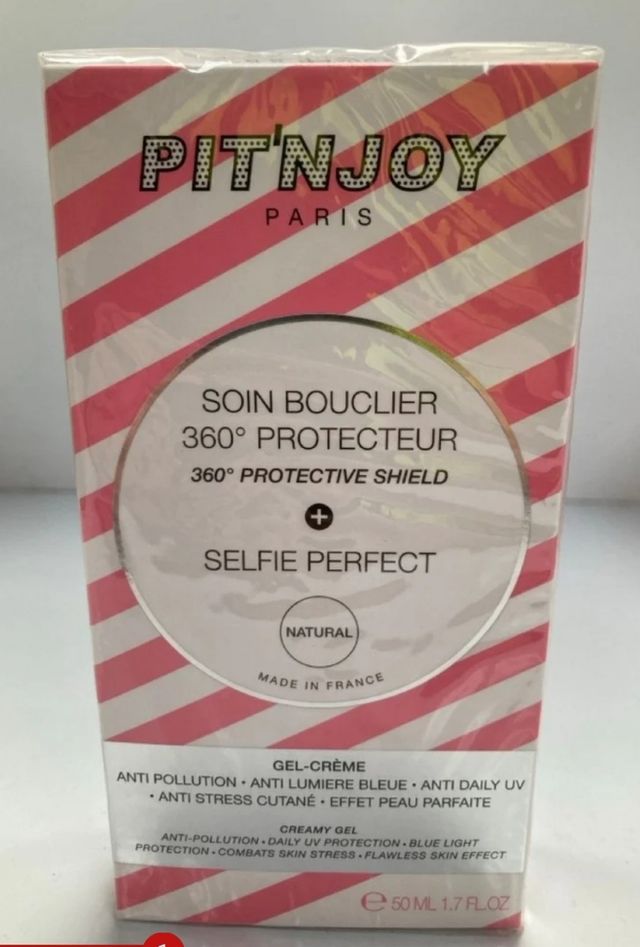 PIT'NJOY
PARIS
SOIN BOUCLIER
360° PROTECTEUR
360° PROTECTIVE SHIELD
+
SELFIE PERFECT
NATURAL
MADE IN FRANCE
GEL-CRÈME
ANTI POLLUTION • ANTI LUMIERE BLEUE • ANTI DAILY UV
• ANTI STRESS CUTANÉ • EFFET PEAU PARFAITE
CREAMY GEL
ANTI-POLLUTION • DAILY UV PROTECTION • BLUE LIGHT
PROTECTION • COMBATS SKIN STRESS • FLAWLESS SKIN EFFECT
℮ 50 ML 1.7 FL.OZ